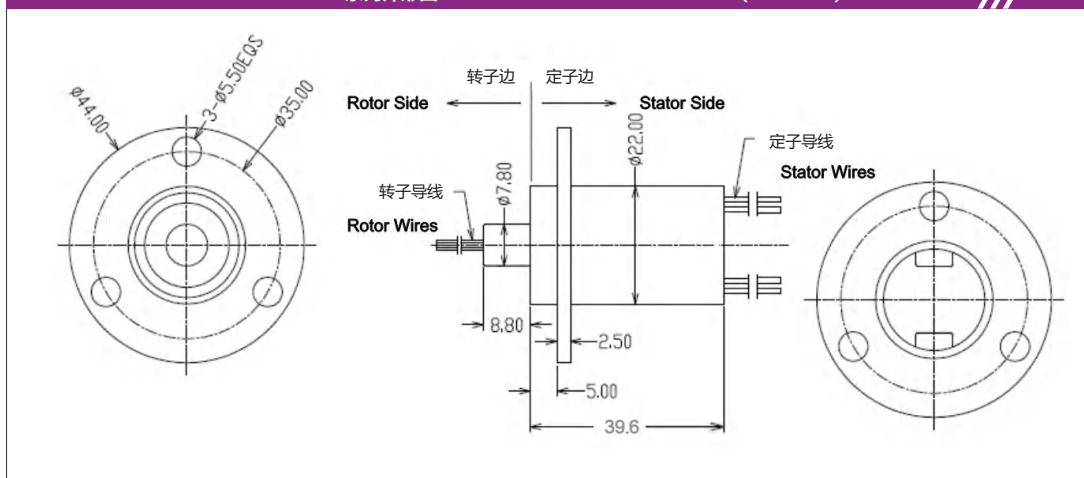 ø44.00
3-ø5.50EQS
ø35.00
转子边
定子边
Rotor Side
Stator Side
ø22.00
定子导线
Stator Wires
转子导线
ø7.80
Rotor Wires
8.80
2.50
5.00
39.6